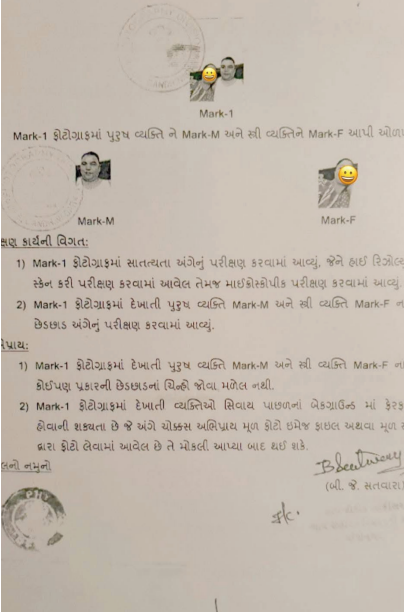 Mark-1
Mark-1 ફોટોગ્રાફમાં પુરુષ વ્યક્તિ ને Mark-M અને સ્ત્રી વ્યક્તિને Mark-F આપી
Mark-M Mark-F
કાર્યની વિગત:
1) Mark-1 ફોટોગ્રાફમાં સાતત્યતા અંગેનું પરીક્ષણ કરવામાં આવ્યું, જેને હાઈ
સ્કેન કરી પરીક્ષણ કરવામાં આવેલ તેમજ માઈક્રોસ્કોપીક પરીક્ષણ કરવામાં આવ્યું.
2) Mark-1 ફોટોગ્રાફમાં દેખાતી પુરુષ વ્યક્તિ Mark-M અને સ્ત્રી વ્યક્તિ Mark-F
છેડછાડ અંગેનું પરીક્ષણ કરવામાં આવ્યું.
1) Mark-1 ફોટોગ્રાફમાં દેખાતી પુરુષ વ્યક્તિ Mark-M અને સ્ત્રી વ્યક્તિ Mark-F
કોઈપણ પ્રકારની છેડછાડનાં ચિન્હો જોવા મળેલ નથી.
2) Mark-1 ફોટોગ્રાફમાં દેખાતી વ્યક્તિઓ સિવાય પાછળનાં બેકગ્રાઉન્ડ માં
હોવાની શક્યતા છે જે અંગે ચોક્કસ અભિપ્રાય મૂળ ફોટો ઇમેજ ફાઇલ અથવા મૂળ
દ્વારા ફોટો લેવામાં આવેલ છે તે મોકલી આપ્યા બાદ થઈ શકે.
નમૂનો
(બી. જે. સતવારા)